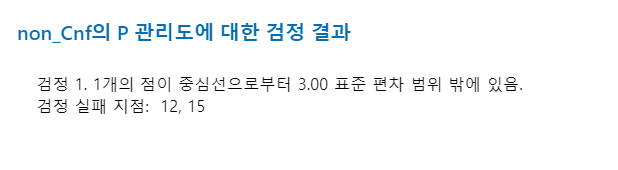 non_Cnf의 P 관리도에 대한 검정 결과
검정 1. 1개의 점이 중심선으로부터 3.00 표준 편차 범위 밖에 있음.
검정 실패 지점: 12, 15